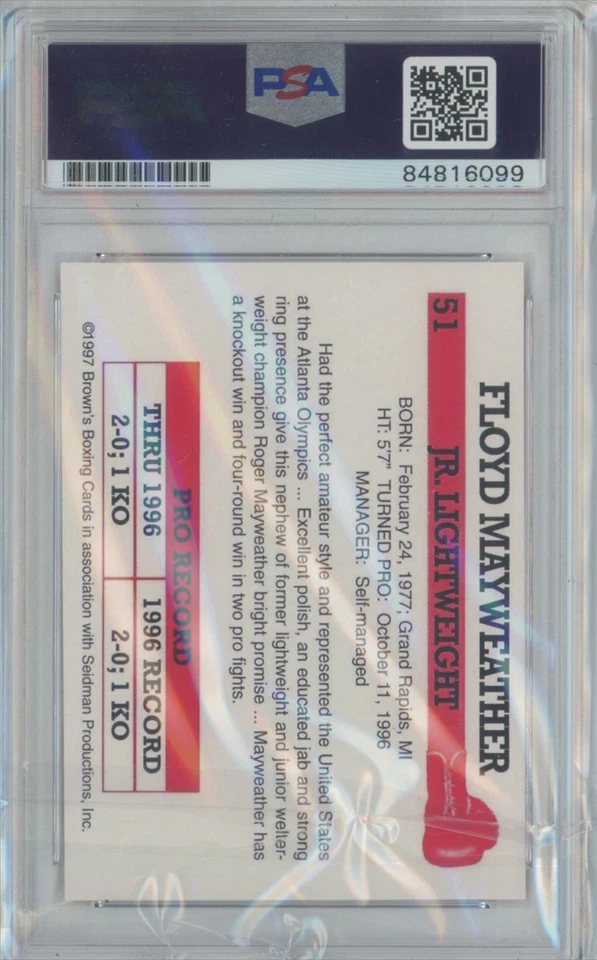 PSA
84816099
51
FLOYD MAYWEATHER
JR. LIGHTWEIGHT
BORN: February 24, 1977; Grand Rapids, MI
HT: 5'7" TURNED PRO: October 11, 1996
MANAGER: Self-managed
Had the perfect amateur style and represented the United States
at the Atlanta Olympics ... Excellent polish, an educated jab and strong
ring presence give this nephew of former lightweight and junior welter-
weight champion Roger Mayweather bright promise ... Mayweather has
a knockout win and four-round win in two pro fights.
PRO RECORD
THRU 1996 1996 RECORD
2-0; 1 KO 2-0; 1 KO
©1997 Brown's Boxing Cards in association with Seidman Productions, Inc.